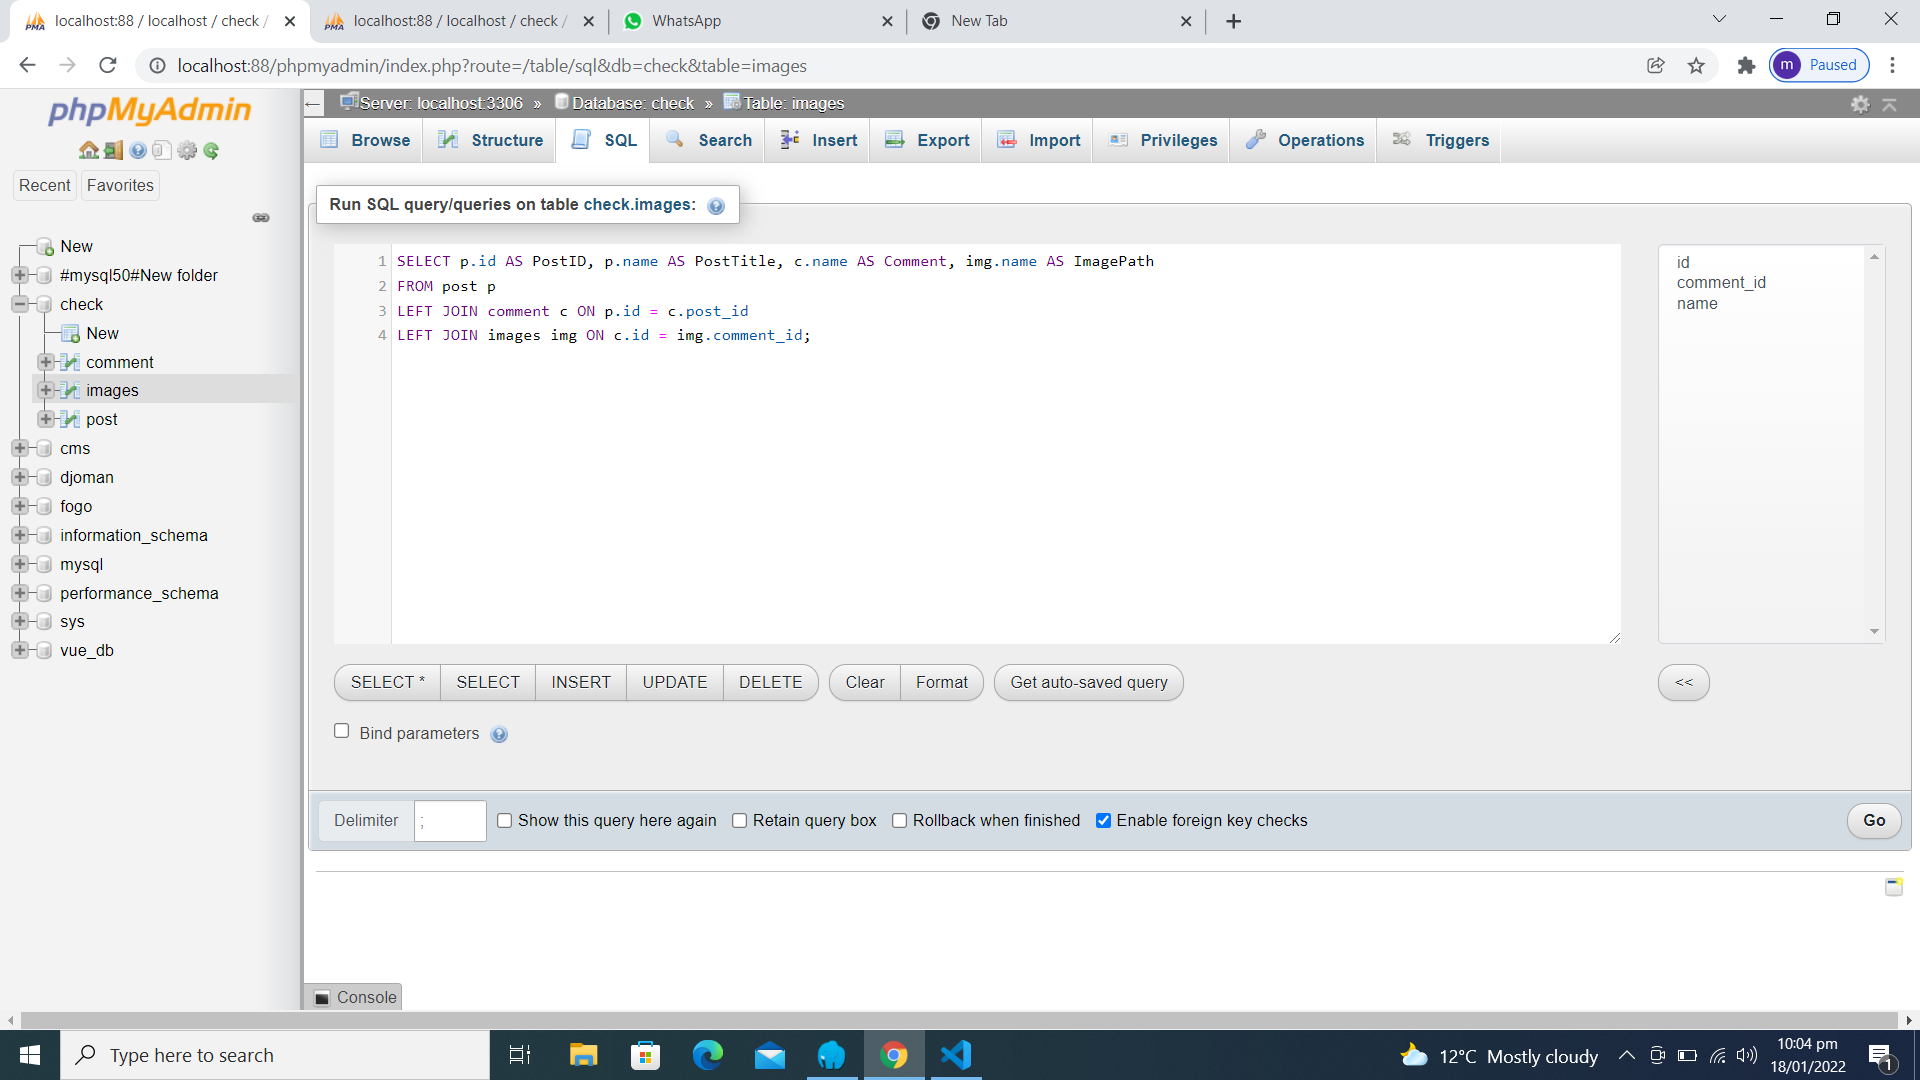 localhost:88 / localhost / check /
localhost:88 / localhost / check /
WhatsApp
New Tab
localhost:88/phpmyadmin/index.php?route=/table/sql&db=check&table=images
m Paused
phpMyAdmin
Recent Favorites
New
#mysql50#New folder
check
New
comment
images
post
cms
djoman
fogo
information_schema
mysql
performance_schema
sys
vue_db
Server: localhost:3306 » Database: check » Table: images
Browse Structure SQL Search Insert Export Import Privileges Operations Triggers
Run SQL query/queries on table check.images:
1 SELECT p.id AS PostID, p.name AS PostTitle, c.name AS Comment, img.name AS ImagePath
2 FROM post p
3 LEFT JOIN comment c ON p.id = c.post_id
4 LEFT JOIN images img ON c.id = img.comment_id;
id
comment_id
name
SELECT * SELECT INSERT UPDATE DELETE Clear Format Get auto-saved query <<
Bind parameters
Delimiter ; Show this query here again Retain query box Rollback when finished Enable foreign key checks Go
Console
Type here to search
12°C Mostly cloudy
10:04 pm
18/01/2022
1